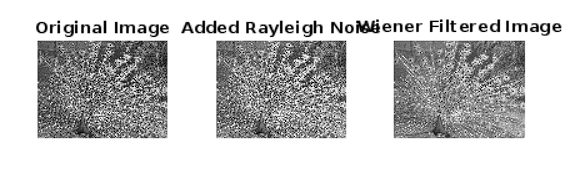 Original Image
Added Rayleigh Noise
Wiener Filtered Image